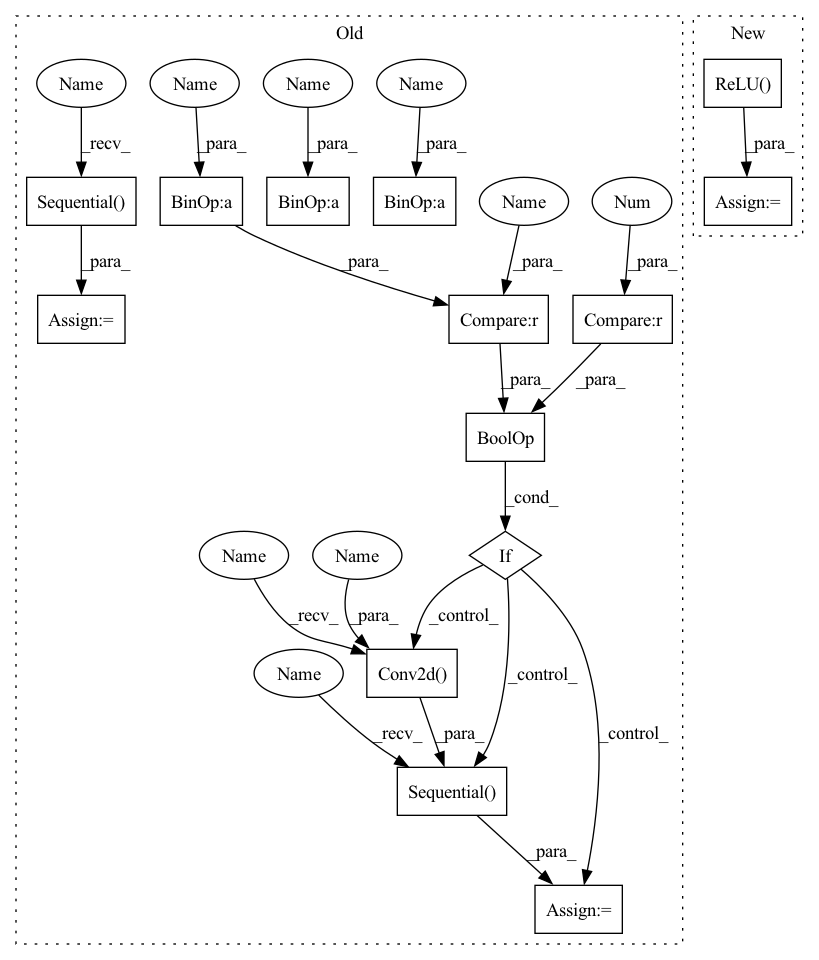 Old
New
Name
Name
Name
Name
ReLU()
_recv_
_para_
_para_
_para_
_para_
Sequential()
BinOp:a
BinOp:a
BinOp:a
Name
Num
Assign:=
_para_
_para_
_para_
_para_
Assign:=
Compare:r
Compare:r
_para_
_para_
BoolOp
_cond_
Name
Name
If
_recv_
_para_
_control_
Name
Conv2d()
_control_
_control_
_recv_
_para_
Sequential()
_para_
Assign:=